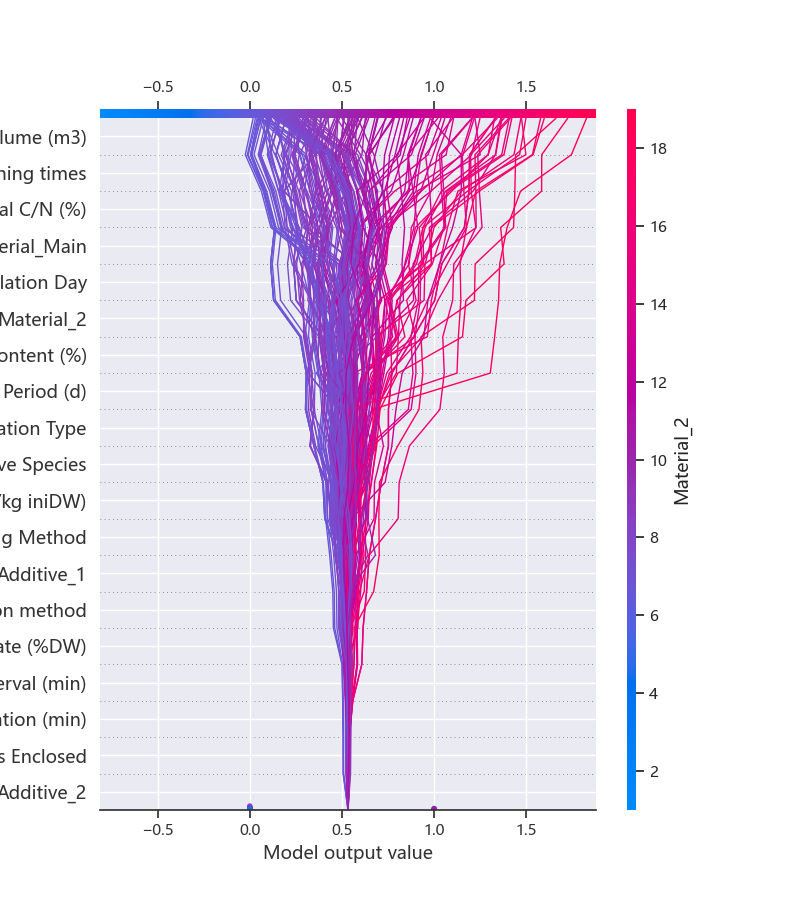 −0.5 0.0 0.5 1.0 1.5
lume (m3)
ning times
al C/N (%)
erial_Main
lation Day
Material_2
ontent (%)
Period (d)
ation Type
ve Species
/kg iniDW)
g Method
Additive_1
on method
ate (%DW)
erval (min)
ation (min)
s Enclosed
Additive_2
−0.5 0.0 0.5 1.0 1.5
Model output value
18
16
14
12
10
8
6
4
2
Material_2